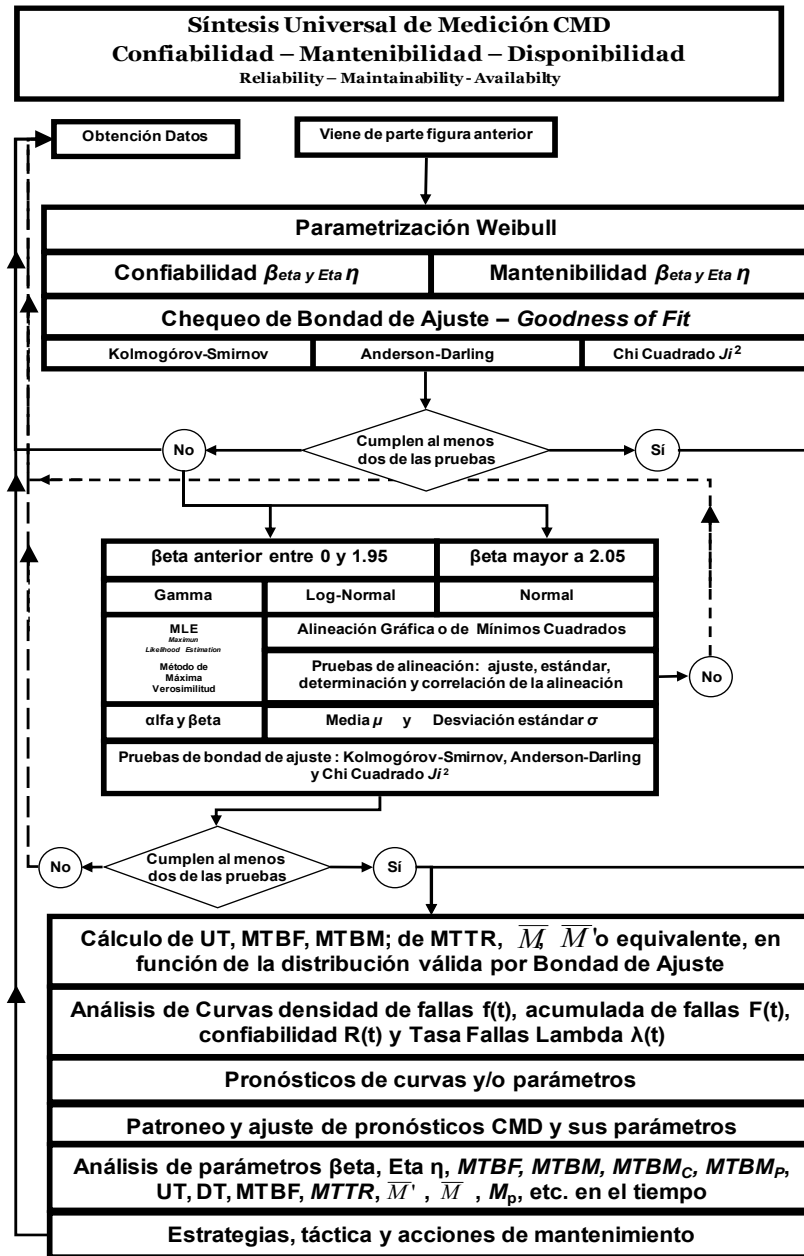 Síntesis Universal de Medición CMD
Confiabilidad – Mantenibilidad – Disponibilidad
Reliability – Maintainability - Availabilty
Obtención Datos
Viene de parte figura anterior
Parametrización Weibull
Confiabilidad βeta y Eta η
Mantenibilidad βeta y Eta η
Chequeo de Bondad de Ajuste – Goodness of Fit
Kolmogórov-Smirnov
Anderson-Darling
Chi Cuadrado Ji²
No
Cumplen al menos
dos de las pruebas
Sí
βeta anterior entre 0 y 1.95
βeta mayor a 2.05
Gamma
Log-Normal
Normal
MLE
Maximun
Likelihood Estimation
Método de
Máxima
Verosimilitud
Alineación Gráfica o de Mínimos Cuadrados
Pruebas de alineación: ajuste, estándar,
determinación y correlación de la alineación
No
αlfa y βeta
Media μ y Desviación estándar σ
Pruebas de bondad de ajuste : Kolmogórov-Smirnov, Anderson-Darling
y Chi Cuadrado Ji²
No
Cumplen al menos
dos de las pruebas
Sí
Cálculo de UT, MTBF, MTBM; de MTTR, M̅, M̅' o equivalente, en
función de la distribución válida por Bondad de Ajuste
Análisis de Curvas densidad de fallas f(t), acumulada de fallas F(t),
confiabilidad R(t) y Tasa Fallas Lambda λ(t)
Pronósticos de curvas y/o parámetros
Patroneo y ajuste de pronósticos CMD y sus parámetros
Análisis de parámetros βeta, Eta η, MTBF, MTBM, MTBM_C, MTBM_P,
UT, DT, MTBF, MTTR, M̅' , M̅ , M_p, etc. en el tiempo
Estrategias, táctica y acciones de mantenimiento